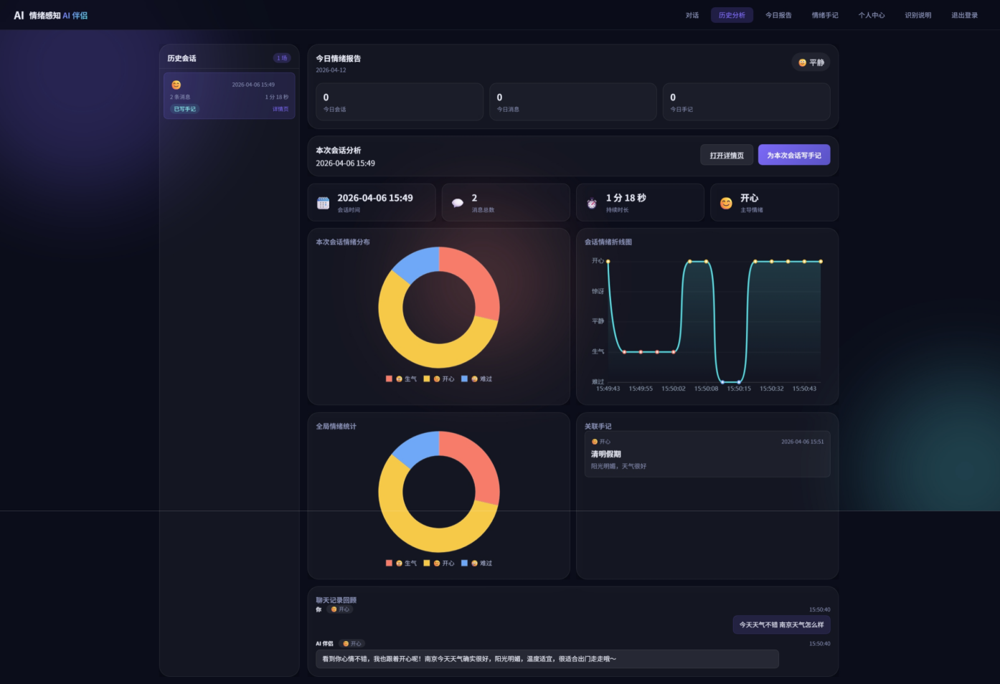 AI 情绪感知 AI 伴侣
对话
历史分析
今日报告
情绪手记
个人中心
识别说明
退出登录
历史会话
1 场
2026-04-06 15:49
2 条消息
1 分 18 秒
已写手记
详情页
今日情绪报告
2026-04-12
平静
0
今日会话
0
今日消息
0
今日手记
本次会话分析
2026-04-06 15:49
打开详情页
为本次会话写手记
2026-04-06 15:49
会话时间
2
消息总数
1 分 18 秒
持续时长
开心
主导情绪
本次会话情绪分布
生气 开心 难过
会话情绪折线图
开心
惊讶
平静
生气
难过
15:49:43 15:49:55 15:50:02 15:50:08 15:50:15 15:50:32 15:50:43
全局情绪统计
生气 开心 难过
关联手记
开心
2026-04-06 15:51
清明假期
阳光明媚，天气很好
聊天记录回顾
你 开心
15:50:40
今天天气不错 南京天气怎么样
AI 伴侣 开心
15:50:40
看到你心情不错，我也跟着开心呢！南京今天天气确实很好，阳光明媚，温度适宜，很适合出门走走哦～